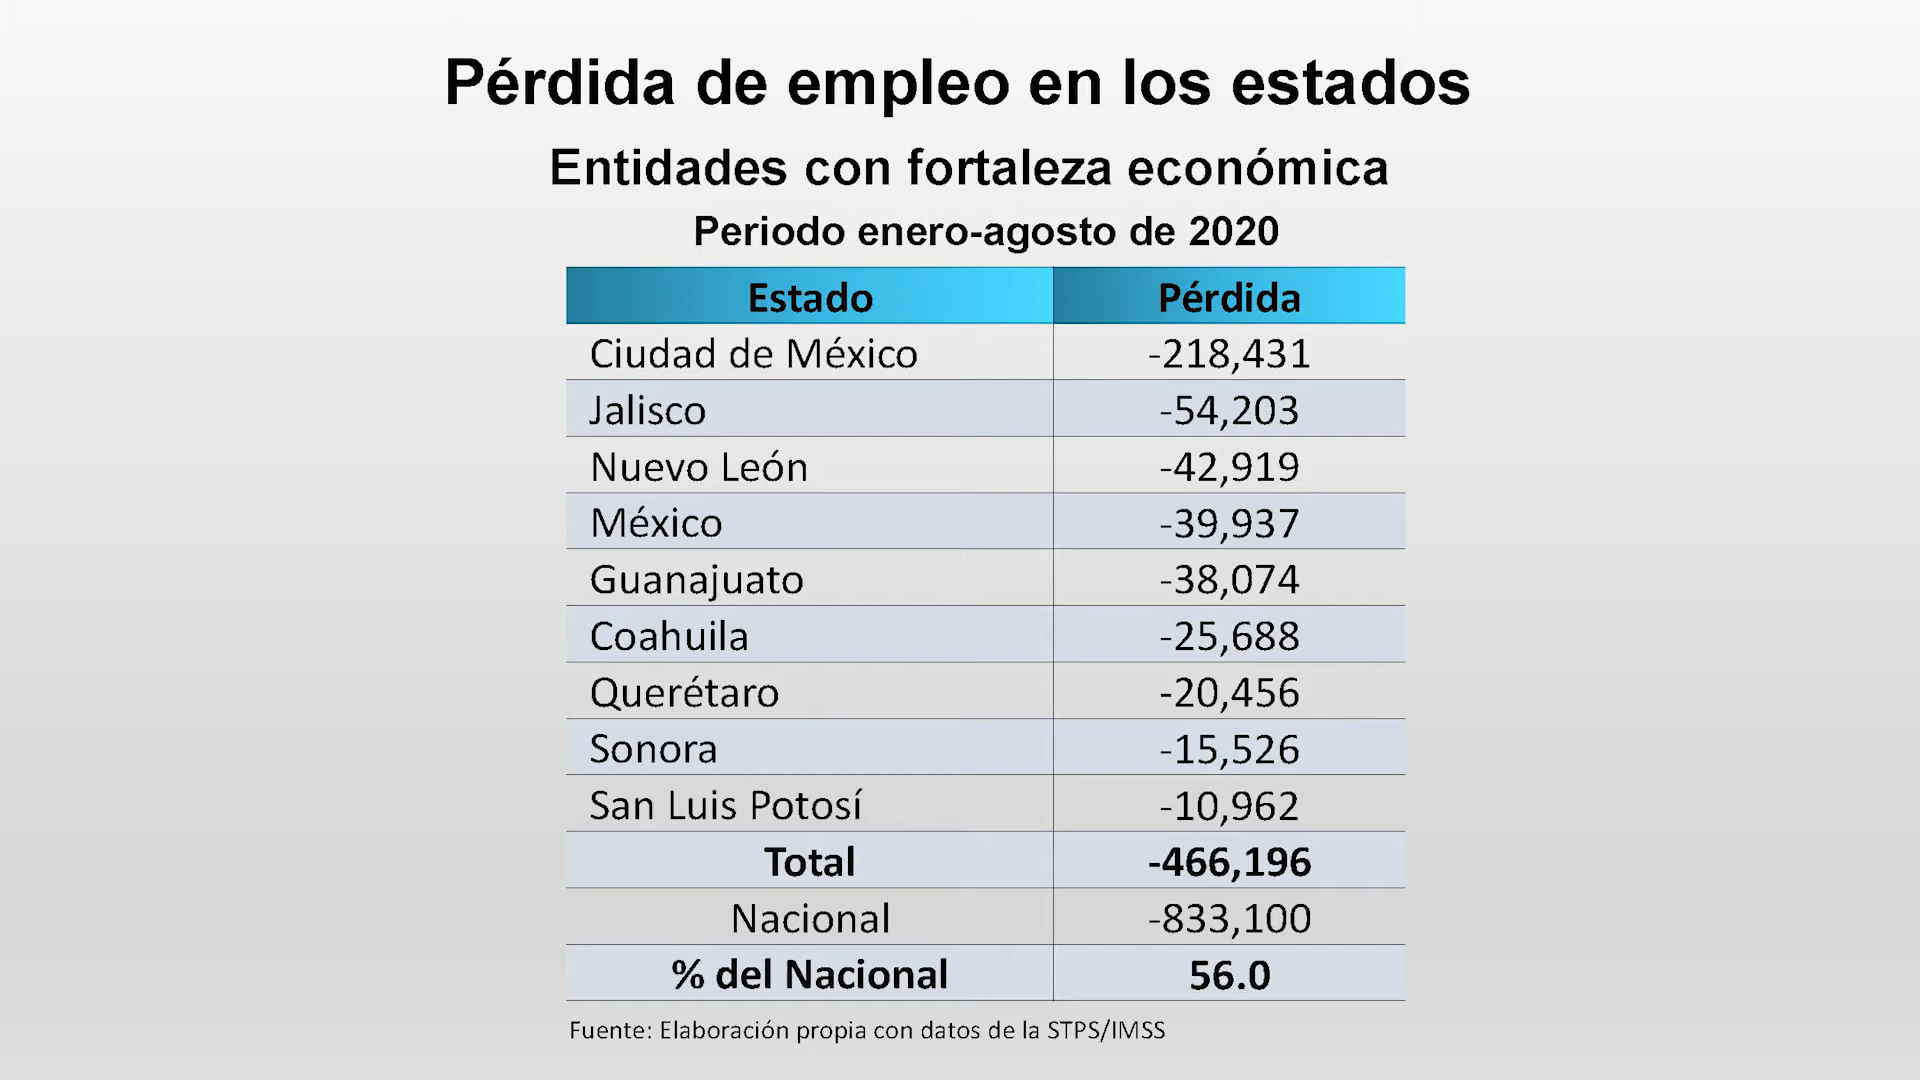 Pérdida de empleo en los estados
Entidades con fortaleza económica
Periodo enero-agosto de 2020
Estado Pérdida
Ciudad de México -218,431
Jalisco -54,203
Nuevo León -42,919
México -39,937
Guanajuato -38,074
Coahuila -25,688
Querétaro -20,456
Sonora -15,526
San Luis Potosí -10,962
Total -466,196
Nacional -833,100
% del Nacional 56.0
Fuente: Elaboración propia con datos de la STPS/IMSS